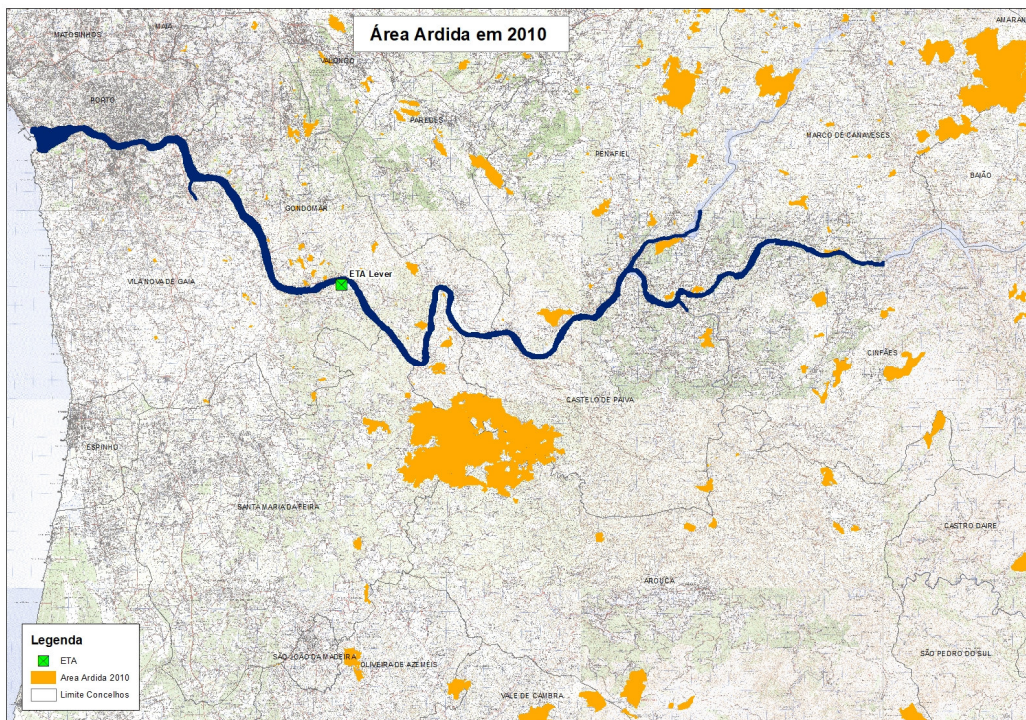 Área Ardida em 2010
AMARAN
MAIA
MATOSINHOS
VALONGO
PORTO
PAREDES
MARCO DE CANAVESES
PENAFIEL
BAIÃO
GONDOMAR
ETA Lever
VILA NOVA DE GAIA
CINFÃES
CASTELO DE PAIVA
ESPINHO
SANTA MARIA DA FEIRA
CASTRO DAIRE
AROUCA
SÃO JOÃO DA MADEIRA
OLIVEIRA DE AZEMÉIS
SÃO PEDRO DO SUL
VALE DE CAMBRA
Legenda
ETA
Area Ardida 2010
Limite Concelhos